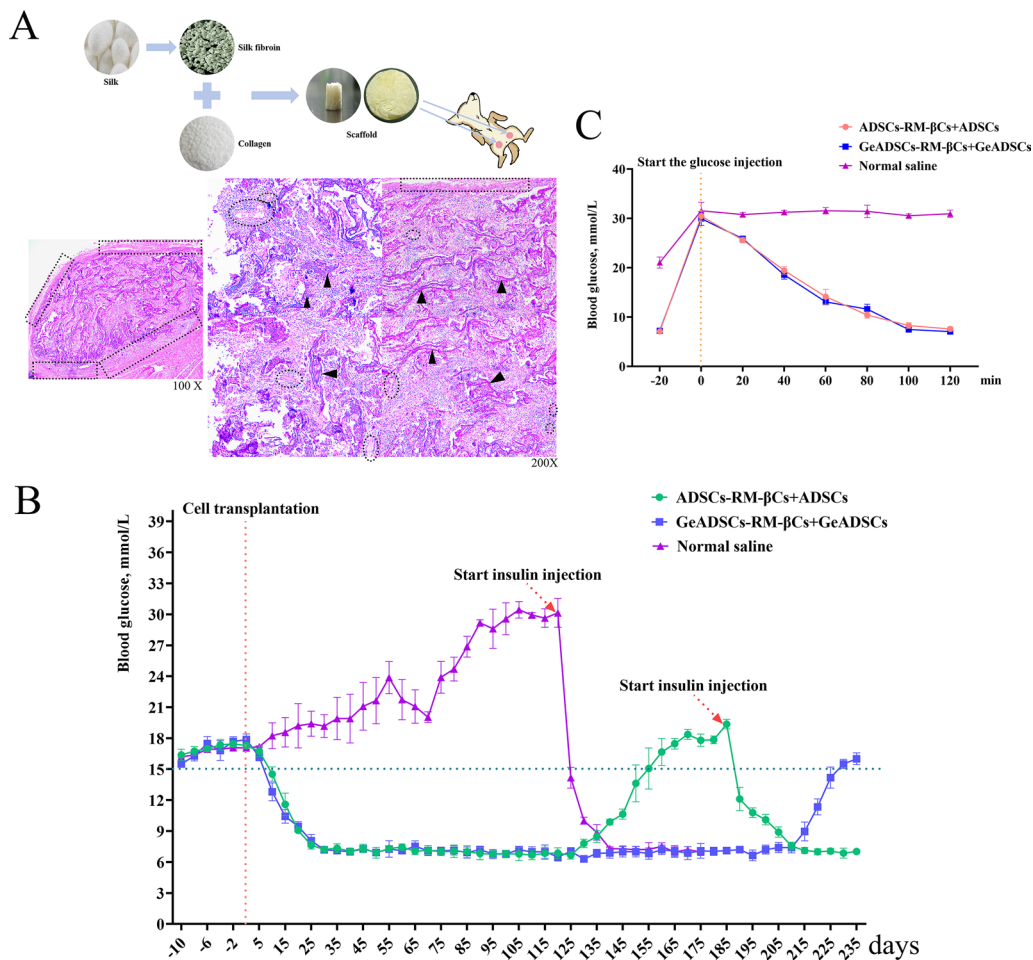 A
Silk
Silk fibroin
Collagen
Scaffold
100 X
200X
C
ADSCs-RM-βCs+ADSCs
GeADSCs-RM-βCs+GeADSCs
Normal saline
Start the glucose injection
Blood glucose, mmol/L
40
30
20
10
0
-20 0 20 40 60 80 100 120 min
B
ADSCs-RM-βCs+ADSCs
GeADSCs-RM-βCs+GeADSCs
Normal saline
Cell transplantation
Start insulin injection
Start insulin injection
Blood glucose, mmol/L
39
36
33
30
27
24
21
18
15
12
9
6
3
0
-10 -6 -2 5 15 25 35 45 55 65 75 85 95 105 115 125 135 145 155 165 175 185 195 205 215 225 235 days